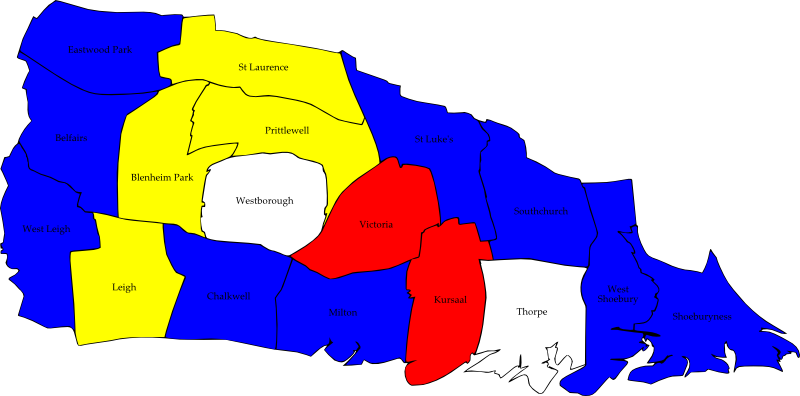 Eastwood Park
St Laurence
Prittlewell
Belfairs
St Luke's
Blenheim Park
Westborough
Southchurch
Victoria
West Leigh
Leigh
Chalkwell
Milton
Kursaal
Thorpe
West
Shoebury
Shoeburyness